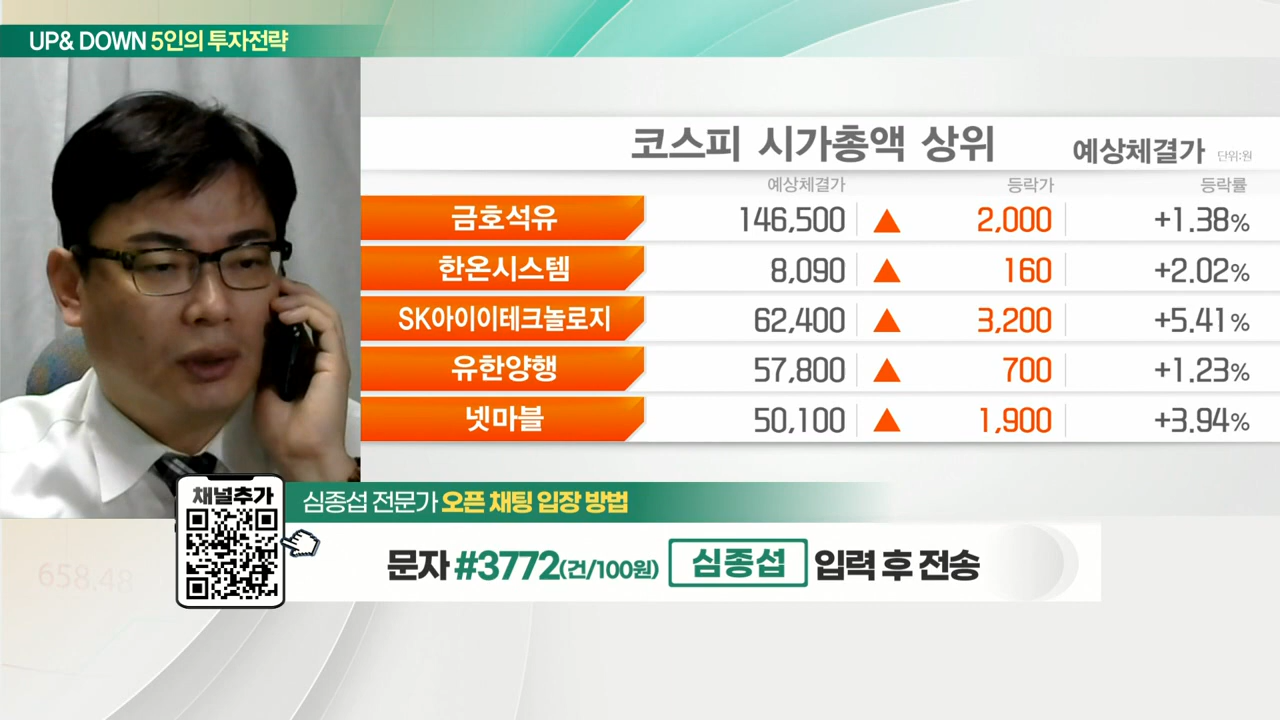 UP& DOWN 5인의 투자전략
코스피 시가총액 상위 예상체결가 단위:원
예상체결가 등락가 등락률
금호석유 146,500 ▲ 2,000 +1.38%
한온시스템 8,090 ▲ 160 +2.02%
SK아이이테크놀로지 62,400 ▲ 3,200 +5.41%
유한양행 57,800 ▲ 700 +1.23%
넷마블 50,100 ▲ 1,900 +3.94%
채널추가
심종섭 전문가 오픈 채팅 입장 방법
문자 #3772(건/100원) 심종섭 입력 후 전송
658.48